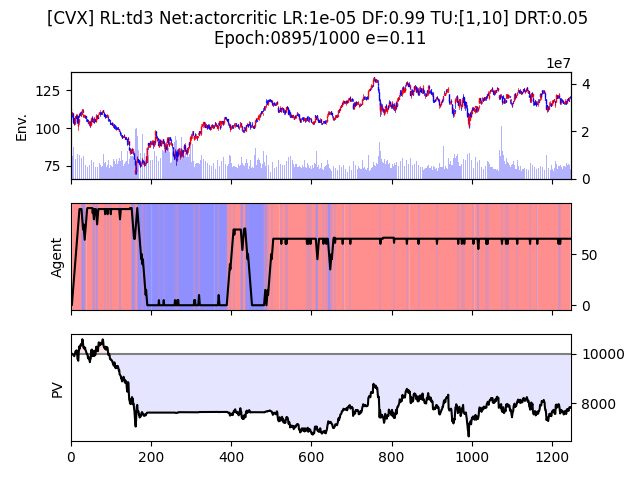 [CVX] RL:td3 Net:actorcritic LR:1e-05 DF:0.99 TU:[1,10] DRT:0.05
Epoch:0895/1000 e=0.11
1e7
125
100
75
Env.
4
2
0
Agent
50
0
PV
10000
8000
0 200 400 600 800 1000 1200